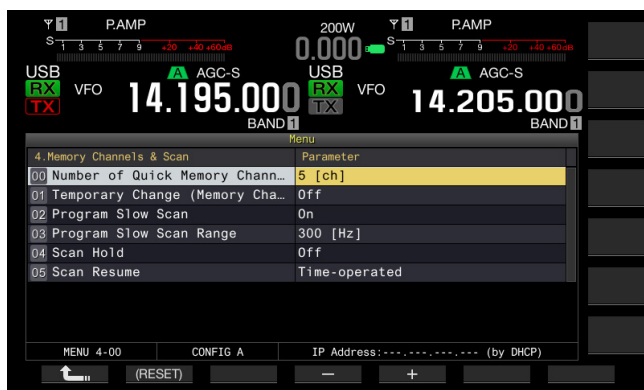 1 P.AMP 200W 1 P.AMP
S 1 3 5 7 9 +20 +40 +60dB 0.000 S 1 3 5 7 9 +20 +40 +60dB
USB A AGC-S USB A AGC-S
RX VFO 14.195.000 RX VFO 14.205.000
TX TX
BAND 1 BAND 1
Menu
4.Memory Channels & Scan Parameter
00 Number of Quick Memory Chann… 5 [ch]
01 Temporary Change (Memory Cha… Off
02 Program Slow Scan On
03 Program Slow Scan Range 300 [Hz]
04 Scan Hold Off
05 Scan Resume Time-operated
MENU 4-00 CONFIG A IP Address:---.---.---.--- (by DHCP)
(RESET) − +